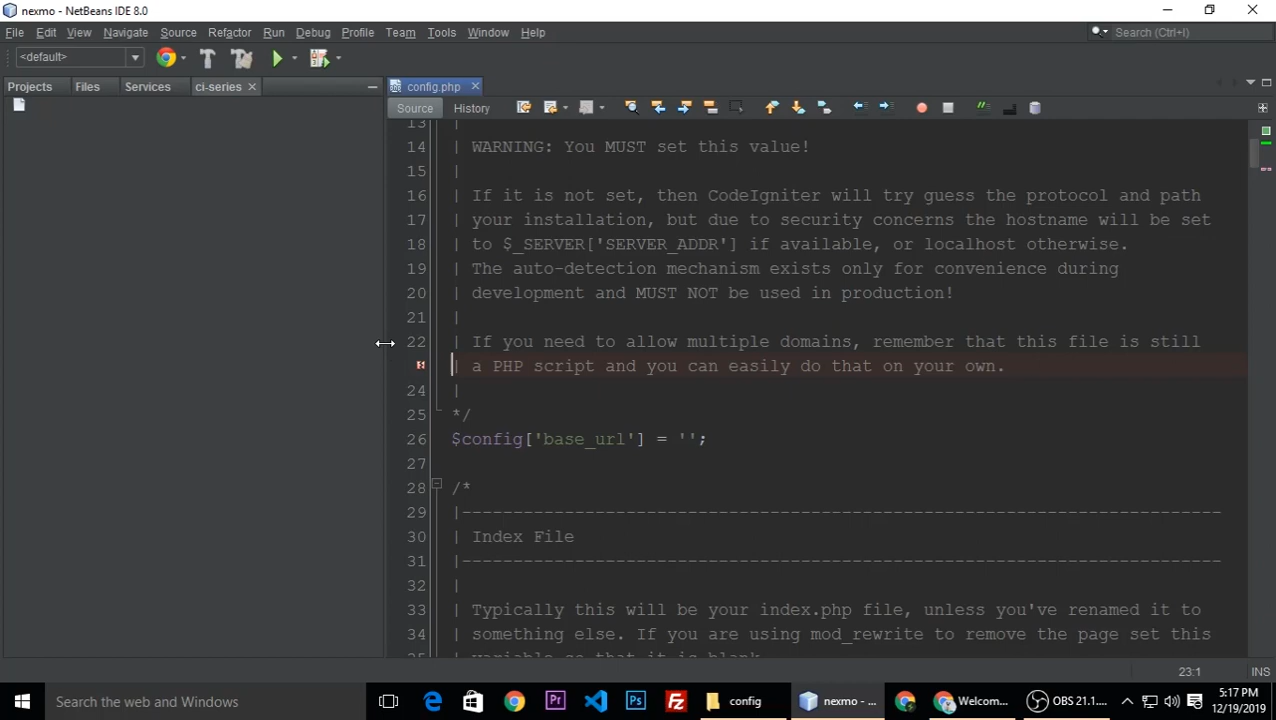 nexmo - NetBeans IDE 8.0
File Edit View Navigate Source Refactor Run Debug Profile Team Tools Window Help
Search (Ctrl+I)
<default>
Projects Files Services ci-series
config.php
Source History
13 |
14 | WARNING: You MUST set this value!
15 |
16 | If it is not set, then CodeIgniter will try guess the protocol and path
17 | your installation, but due to security concerns the hostname will be set
18 | to $_SERVER['SERVER_ADDR'] if available, or localhost otherwise.
19 | The auto-detection mechanism exists only for convenience during
20 | development and MUST NOT be used in production!
21 |
22 | If you need to allow multiple domains, remember that this file is still
| a PHP script and you can easily do that on your own.
24 |
25 */
26 $config['base_url'] = '';
27
28 /*
29 |--------------------------------------------------------------------------
30 | Index File
31 |--------------------------------------------------------------------------
32 |
33 | Typically this will be your index.php file, unless you've renamed it to
34 | something else. If you are using mod_rewrite to remove the page set this
35 | variable so that it is blank.
23:1 INS
Search the web and Windows
config
nexmo - ...
Welcom...
OBS 21.1....
5:17 PM
12/19/2019